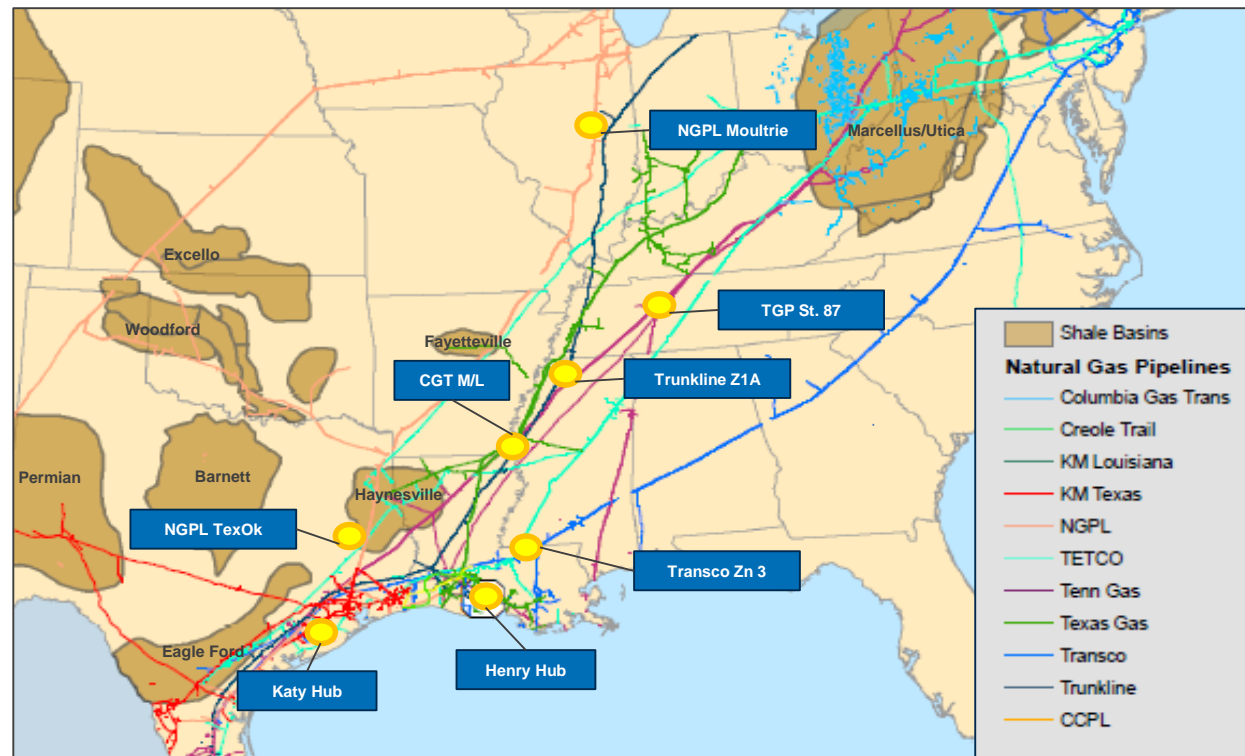 NGPL Moultrie
Marcellus/Utica
Excello
TGP St. 87
Woodford
Fayetteville
CGT M/L
Trunkline Z1A
Permian
Barnett
Haynesville
NGPL TexOk
Transco Zn 3
Eagle Ford
Henry Hub
Katy Hub
Shale Basins
Natural Gas Pipelines
Columbia Gas Trans
Creole Trail
KM Louisiana
KM Texas
NGPL
TETCO
Tenn Gas
Texas Gas
Transco
Trunkline
CCPL